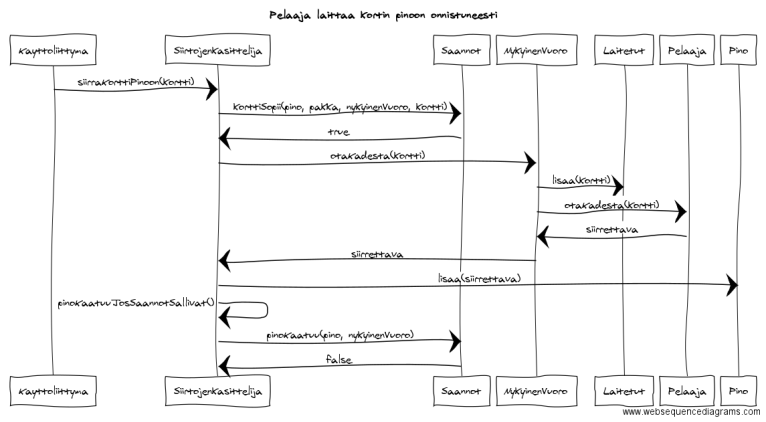 Pelaaja laittaa kortin pinoon onnistuneesti
Kayttoliittyma SiirtojenKasittelija Saannot NykyinenVuoro Laitetut Pelaaja Pino
siirraKorttiPinoon(kortti)
korttiSopii(pino, pakka, nykyinenVuoro, kortti)
true
otaKadesta(kortti)
lisaa(kortti)
otaKadesta(kortti)
siirrettava
siirrettava
lisaa(siirrettava)
pinoKaatuuJosSaannotSallivat()
pinoKaatuu(pino, nykyinenVuoro)
false
Kayttoliittyma SiirtojenKasittelija Saannot NykyinenVuoro Laitetut Pelaaja Pino
www.websequencediagrams.com